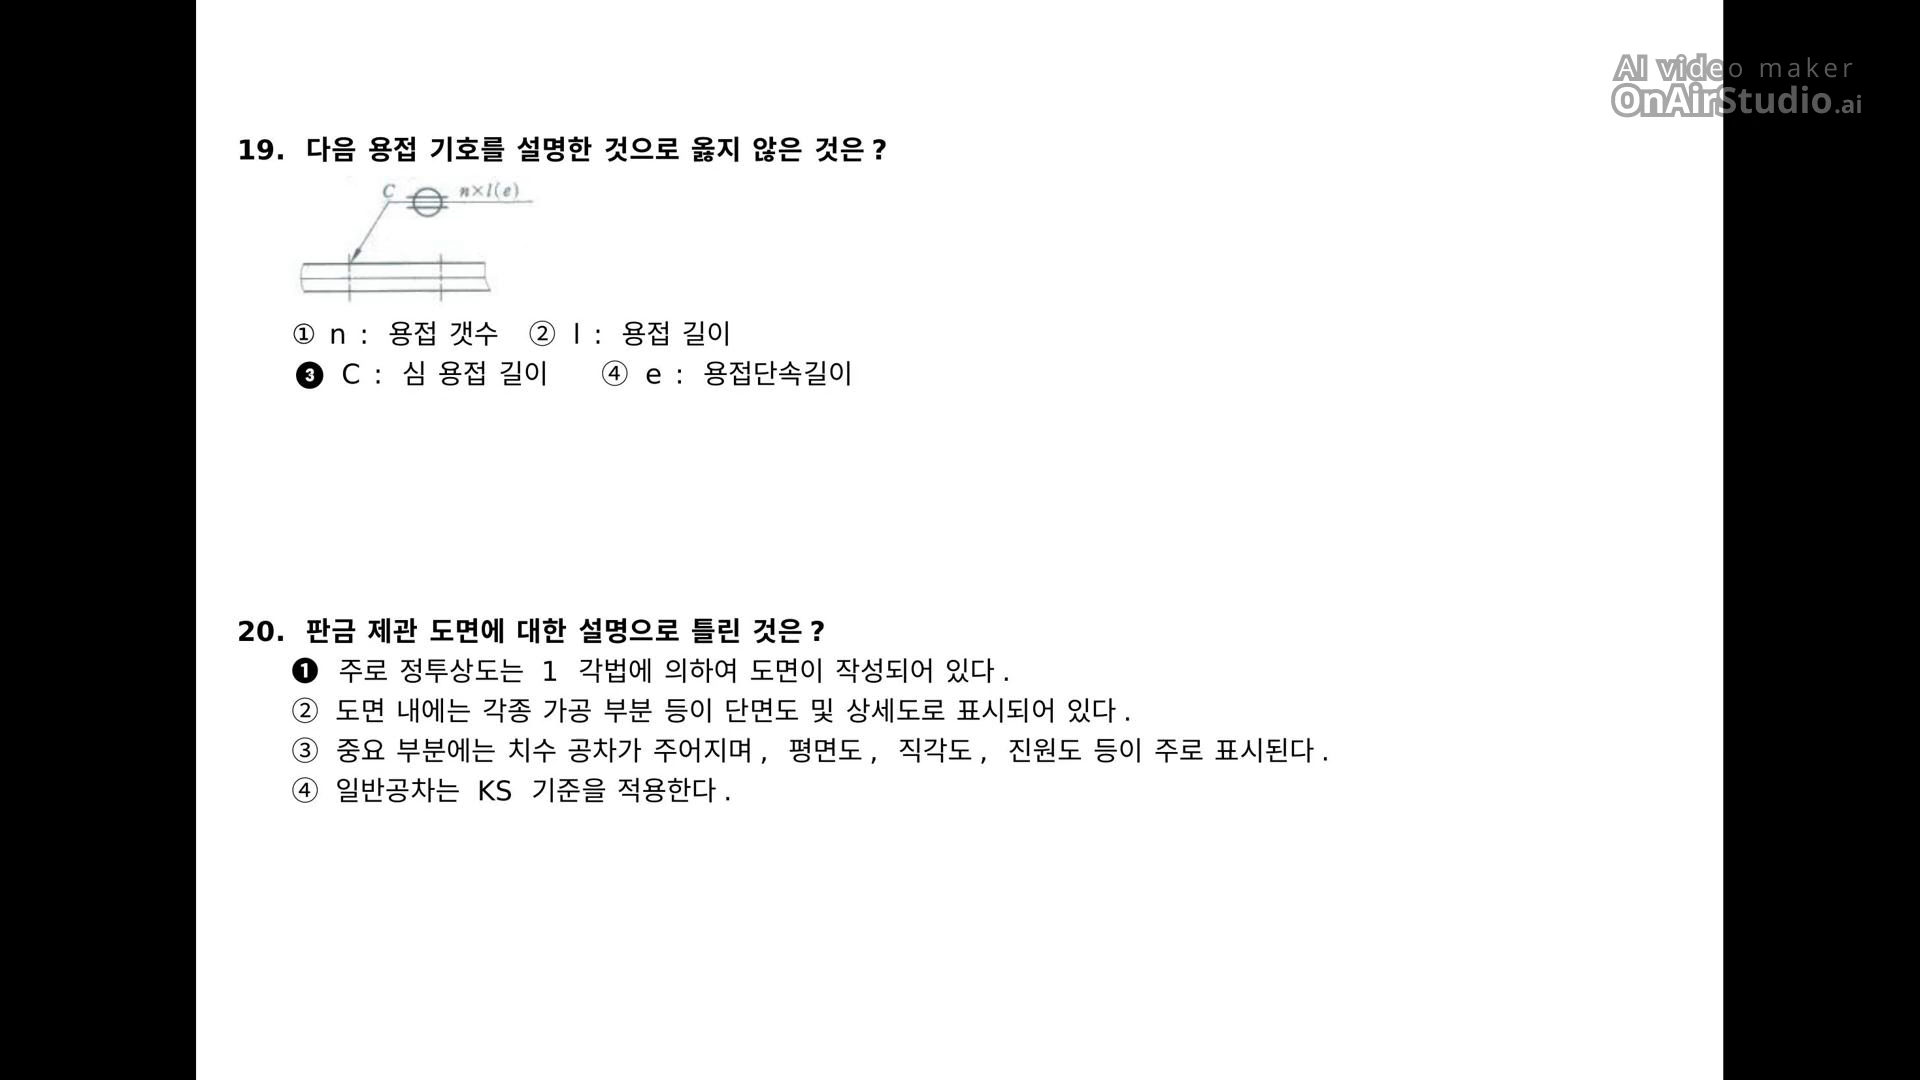 AI video maker
OnAirStudio.ai
19. 다음 용접 기호를 설명한 것으로 옳지 않은 것은?
C n×l(e)
① n : 용접 갯수 ② l : 용접 길이
❸ C : 심 용접 길이 ④ e : 용접단속길이
20. 판금 제관 도면에 대한 설명으로 틀린 것은?
❶ 주로 정투상도는 1 각법에 의하여 도면이 작성되어 있다.
② 도면 내에는 각종 가공 부분 등이 단면도 및 상세도로 표시되어 있다.
③ 중요 부분에는 치수 공차가 주어지며, 평면도, 직각도, 진원도 등이 주로 표시된다.
④ 일반공차는 KS 기준을 적용한다.